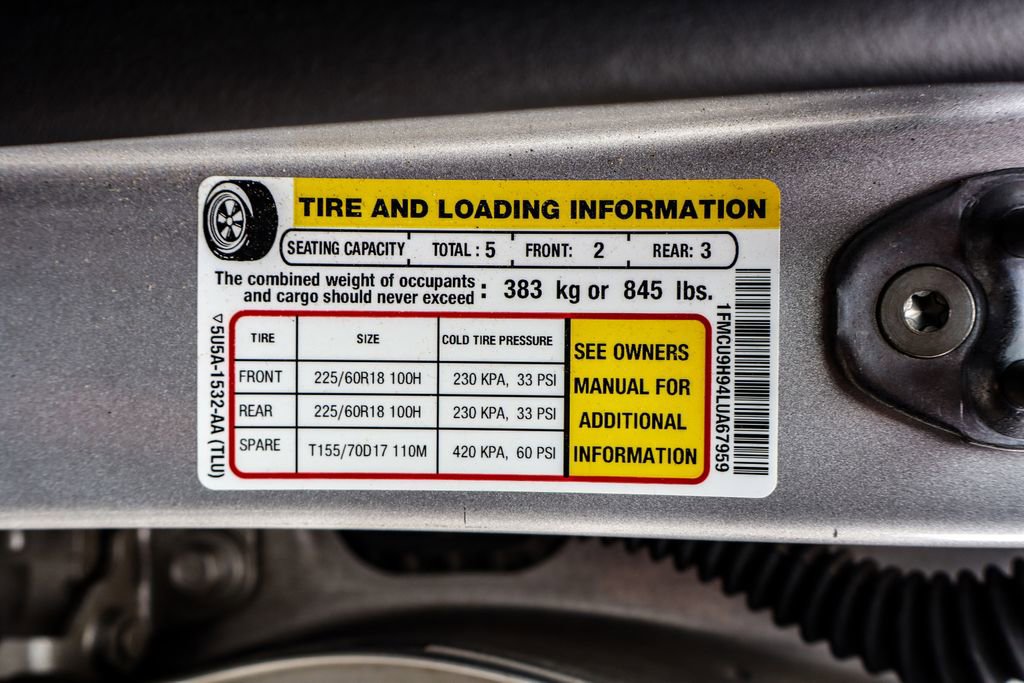 TIRE AND LOADING INFORMATION
SEATING CAPACITY TOTAL : 5 FRONT: 2 REAR: 3
The combined weight of occupants
and cargo should never exceed : 383 kg or 845 lbs.
TIRE SIZE COLD TIRE PRESSURE
FRONT 225/60R18 100H 230 KPA, 33 PSI
REAR 225/60R18 100H 230 KPA, 33 PSI
SPARE T155/70D17 110M 420 KPA, 60 PSI
SEE OWNERS
MANUAL FOR
ADDITIONAL
INFORMATION
5U5A-1532-AA (TLU)
1FMCU9H94LUA67959